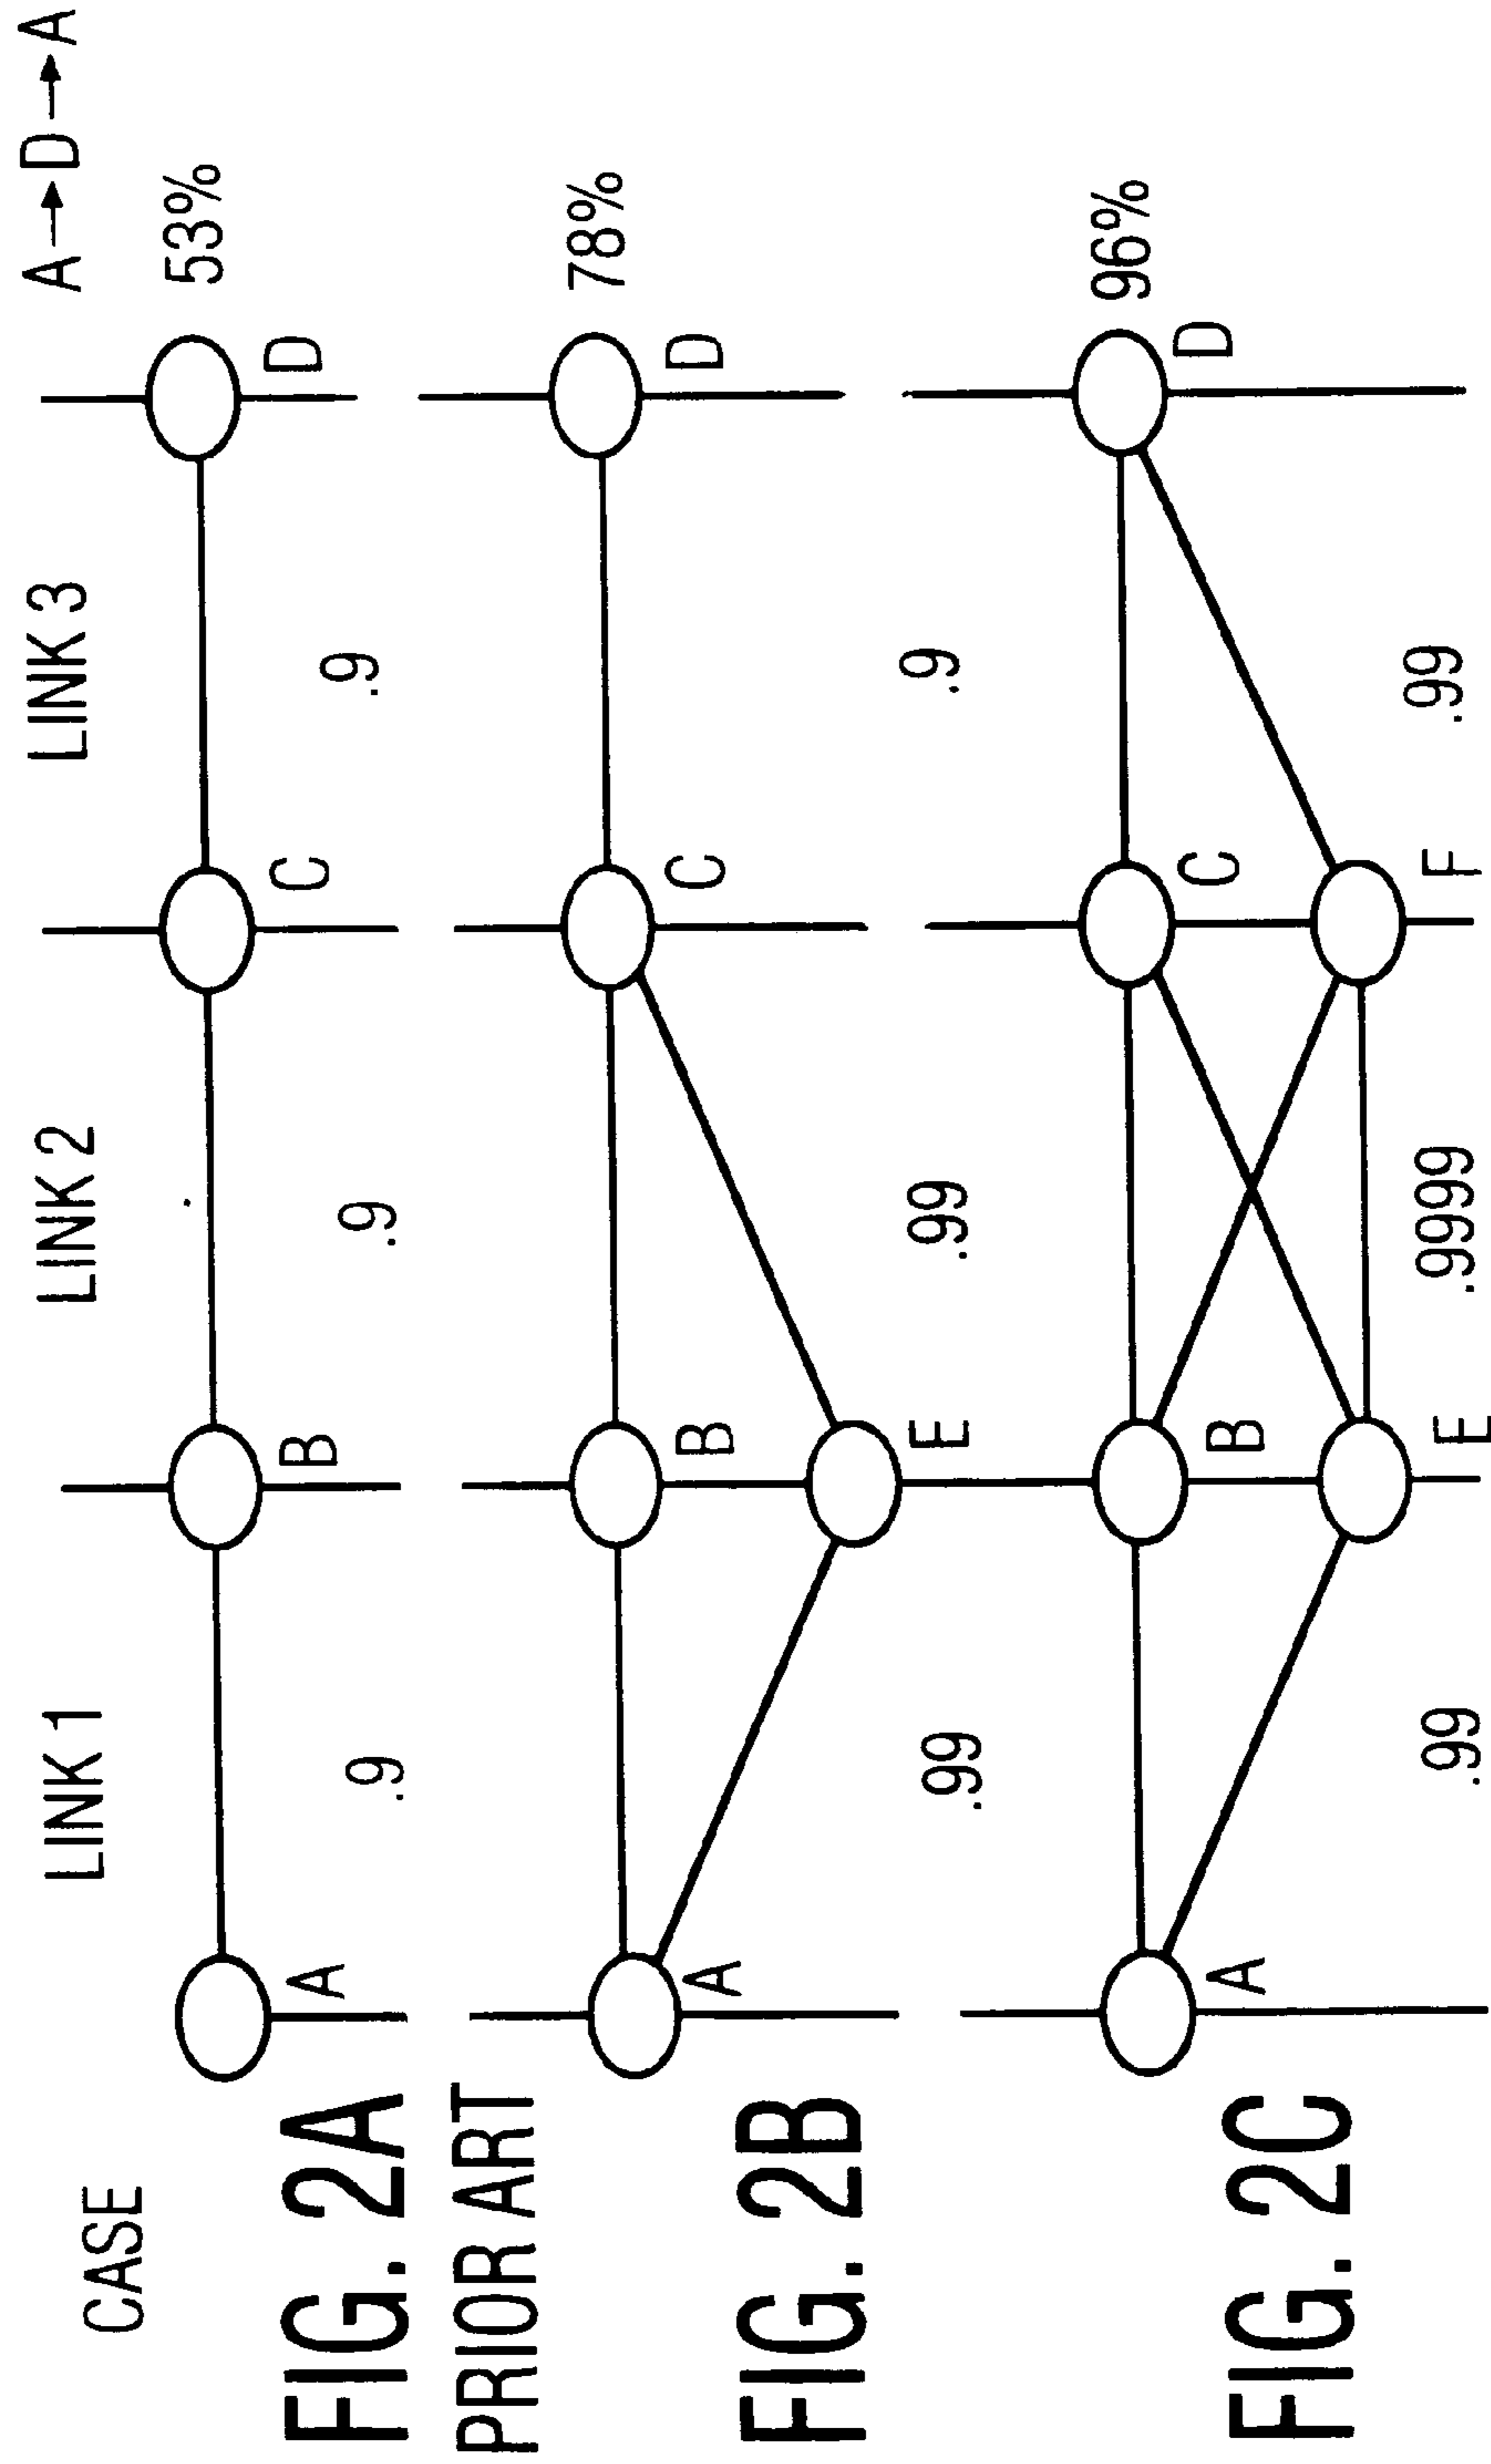 CASE LINK 1 LINK 2 LINK 3 A→D→A
A B C D 53%
FIG. 2A .9 .9 .9
PRIOR ART
A B C D 78%
FIG. 2B E
.99 .99 .9
A B C D 96%
FIG. 2C E F
.99 .9999 .99